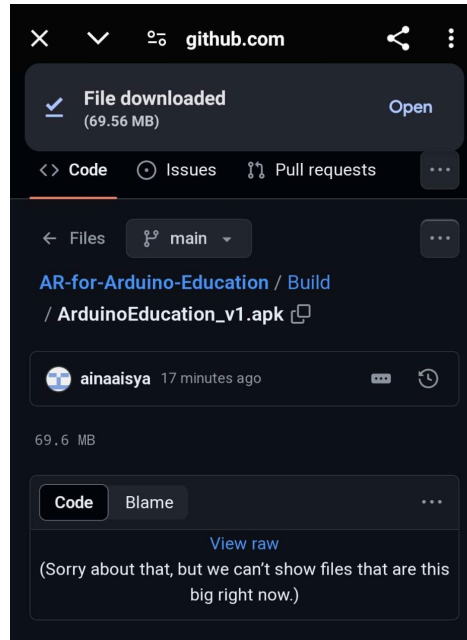 github.com
File downloaded
(69.56 MB)
Open
Code
Issues
Pull requests
Files
main
AR-for-Arduino-Education / Build
/ ArduinoEducation_v1.apk
ainaaisya 17 minutes ago
69.6 MB
Code
Blame
View raw
(Sorry about that, but we can't show files that are this
big right now.)